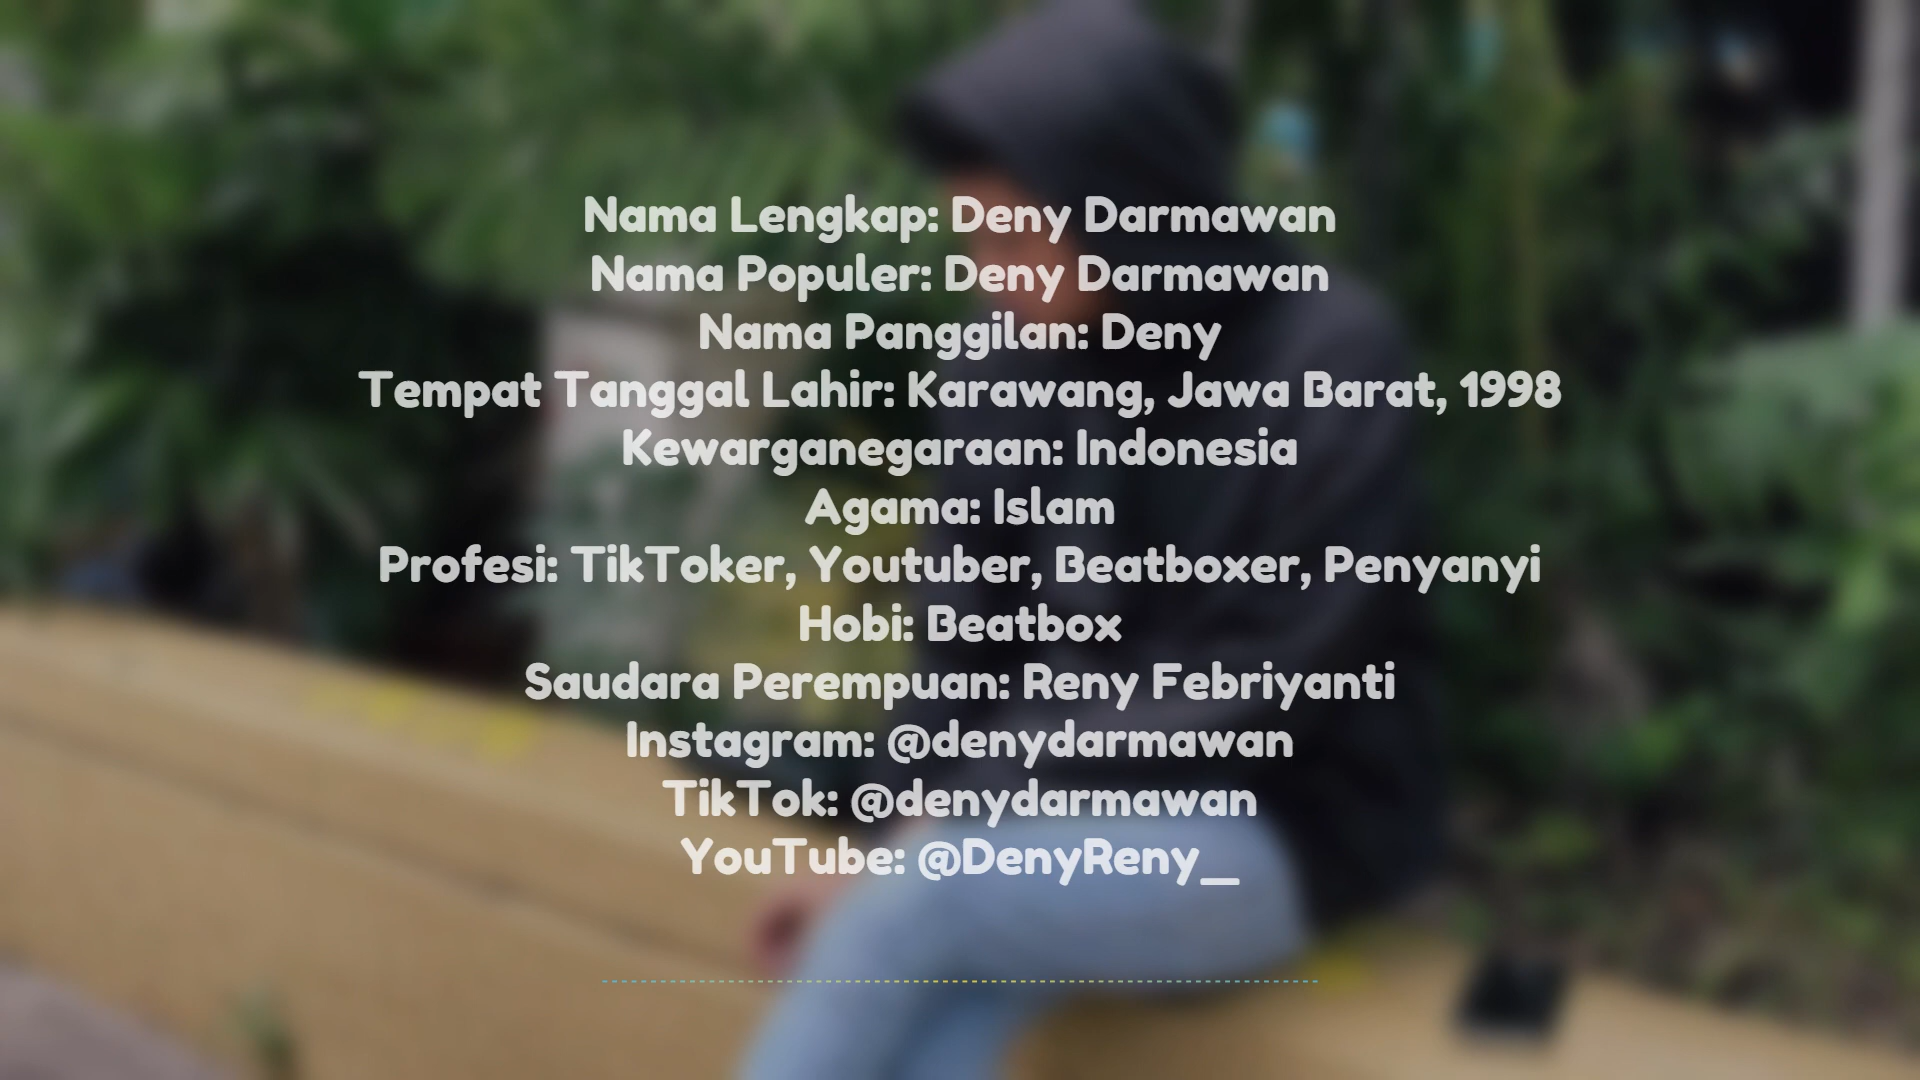 Nama Lengkap: Deny Darmawan
Nama Populer: Deny Darmawan
Nama Panggilan: Deny
Tempat Tanggal Lahir: Karawang, Jawa Barat, 1998
Kewarganegaraan: Indonesia
Agama: Islam
Profesi: TikToker, Youtuber, Beatboxer, Penyanyi
Hobi: Beatbox
Saudara Perempuan: Reny Febriyanti
Instagram: @denydarmawan
TikTok: @denydarmawan
YouTube: @DenyReny_